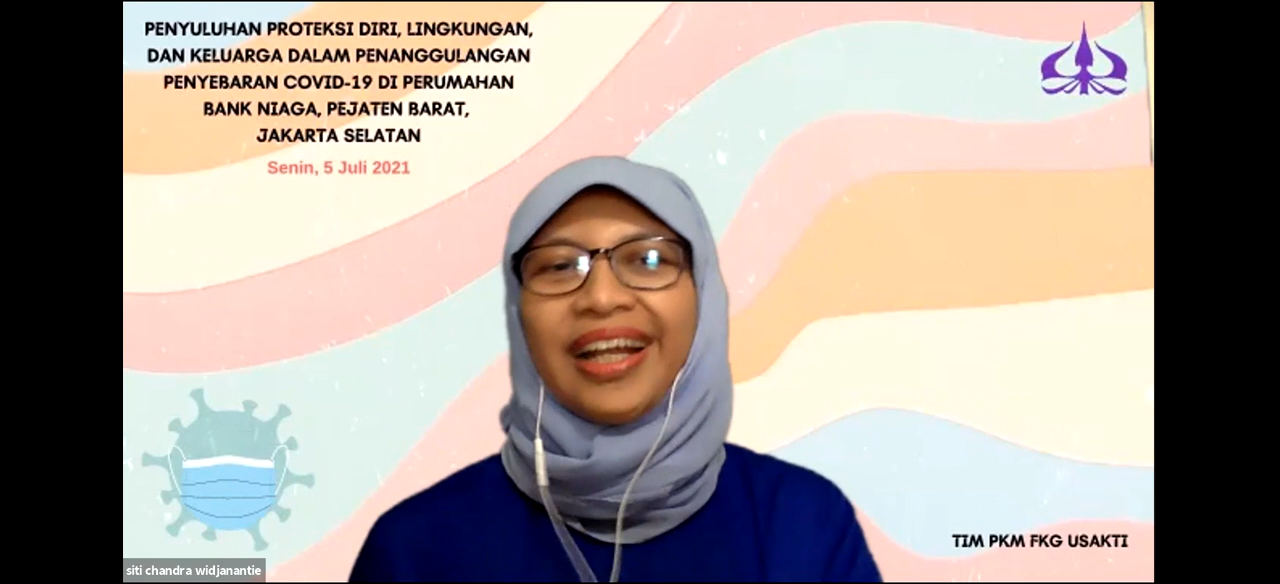 PENYULUHAN PROTEKSI DIRI, LINGKUNGAN,
DAN KELUARGA DALAM PENANGGULANGAN
PENYEBARAN COVID-19 DI PERUMAHAN
BANK NIAGA, PEJATEN BARAT,
JAKARTA SELATAN
Senin, 5 Juli 2021
TIM PKM FKG USAKTI
siti chandra widjanantie